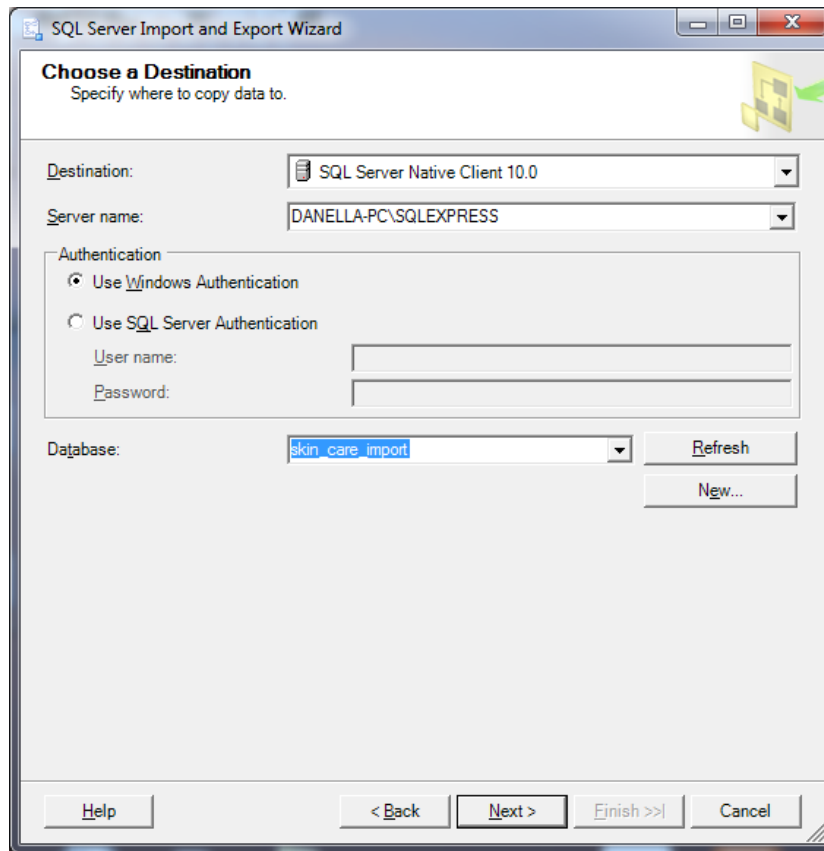 SQL Server Import and Export Wizard
Choose a Destination
Specify where to copy data to.
Destination: SQL Server Native Client 10.0
Server name: DANELLA-PC\SQLEXPRESS
Authentication
Use Windows Authentication
Use SQL Server Authentication
User name:
Password:
Database: skin_care_import Refresh
New...
Help < Back Next > Finish >>| Cancel